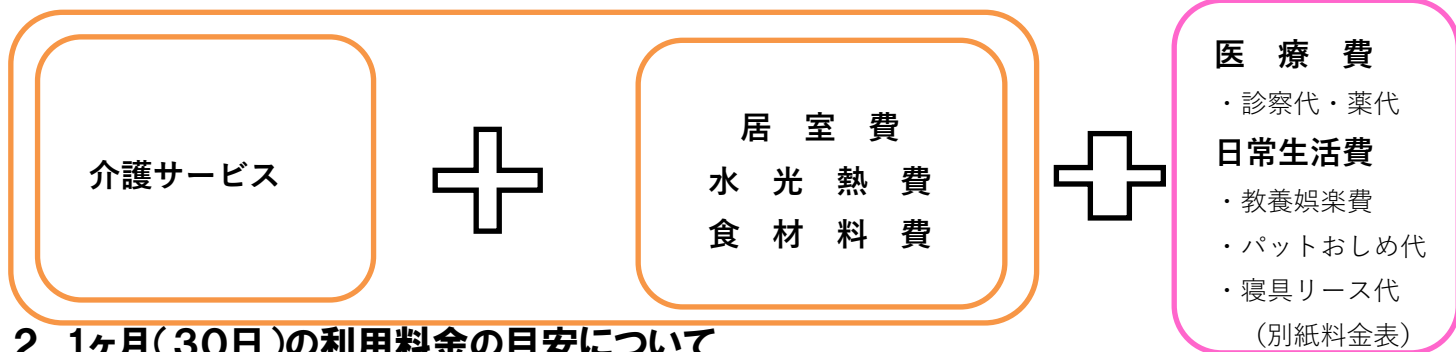 介護サービス
居室費
水光熱費
食材料費
医療費
・診察代・薬代
日常生活費
・教養娯楽費
・パットおしめ代
・寝具リース代
（別紙料金表）
２ 1ヶ月（30日）の利用料金の目安について